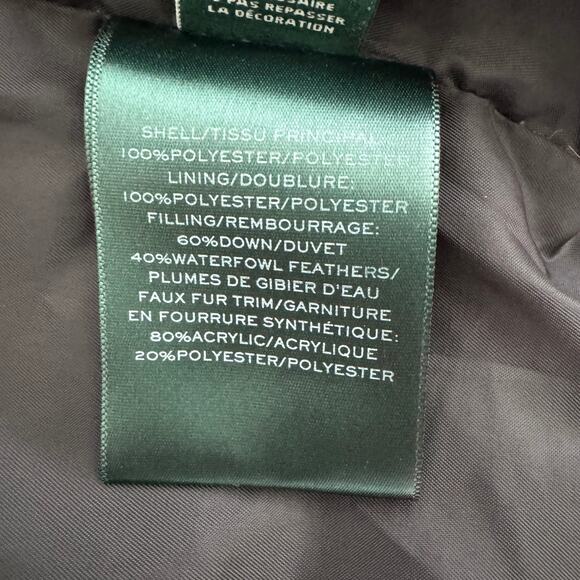 PAS REPASSER
LA DÉCORATION
SHELL/TISSU PRINCIPAL:
100%POLYESTER/POLYESTER
LINING/DOUBLURE:
100%POLYESTER/POLYESTER
FILLING/REMBOURRAGE:
60%DOWN/DUVET
40%WATERFOWL FEATHERS/
PLUMES DE GIBIER D'EAU
FAUX FUR TRIM/GARNITURE
EN FOURRURE SYNTHÉTIQUE:
80%ACRYLIC/ACRYLIQUE
20%POLYESTER/POLYESTER